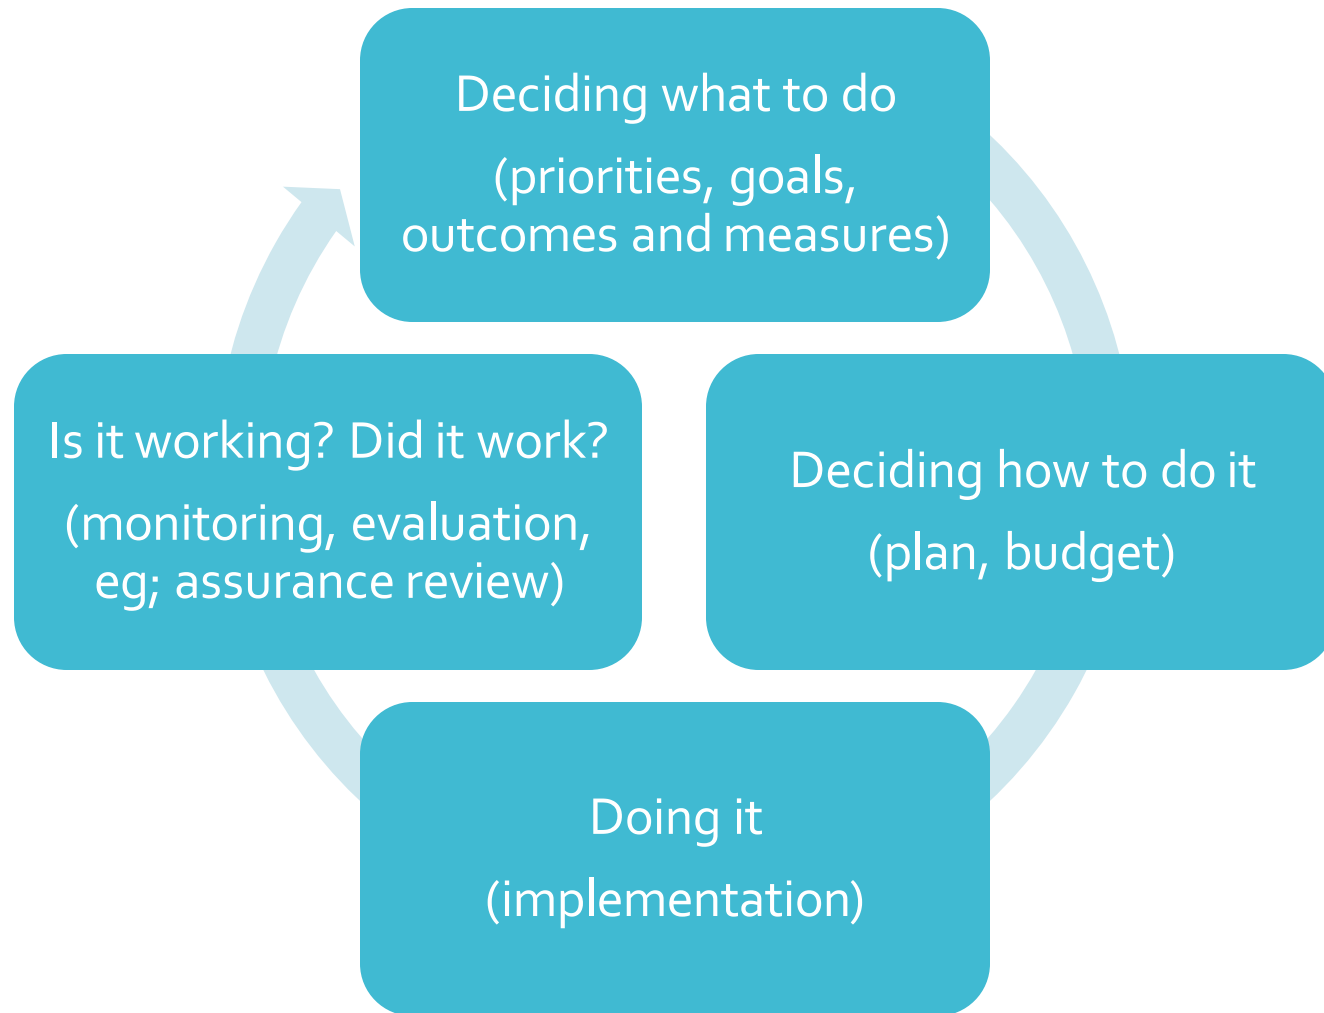 Deciding what to do
(priorities, goals,
outcomes and measures)
Deciding how to do it
(plan, budget)
Doing it
(implementation)
Is it working? Did it work?
(monitoring, evaluation,
eg; assurance review)